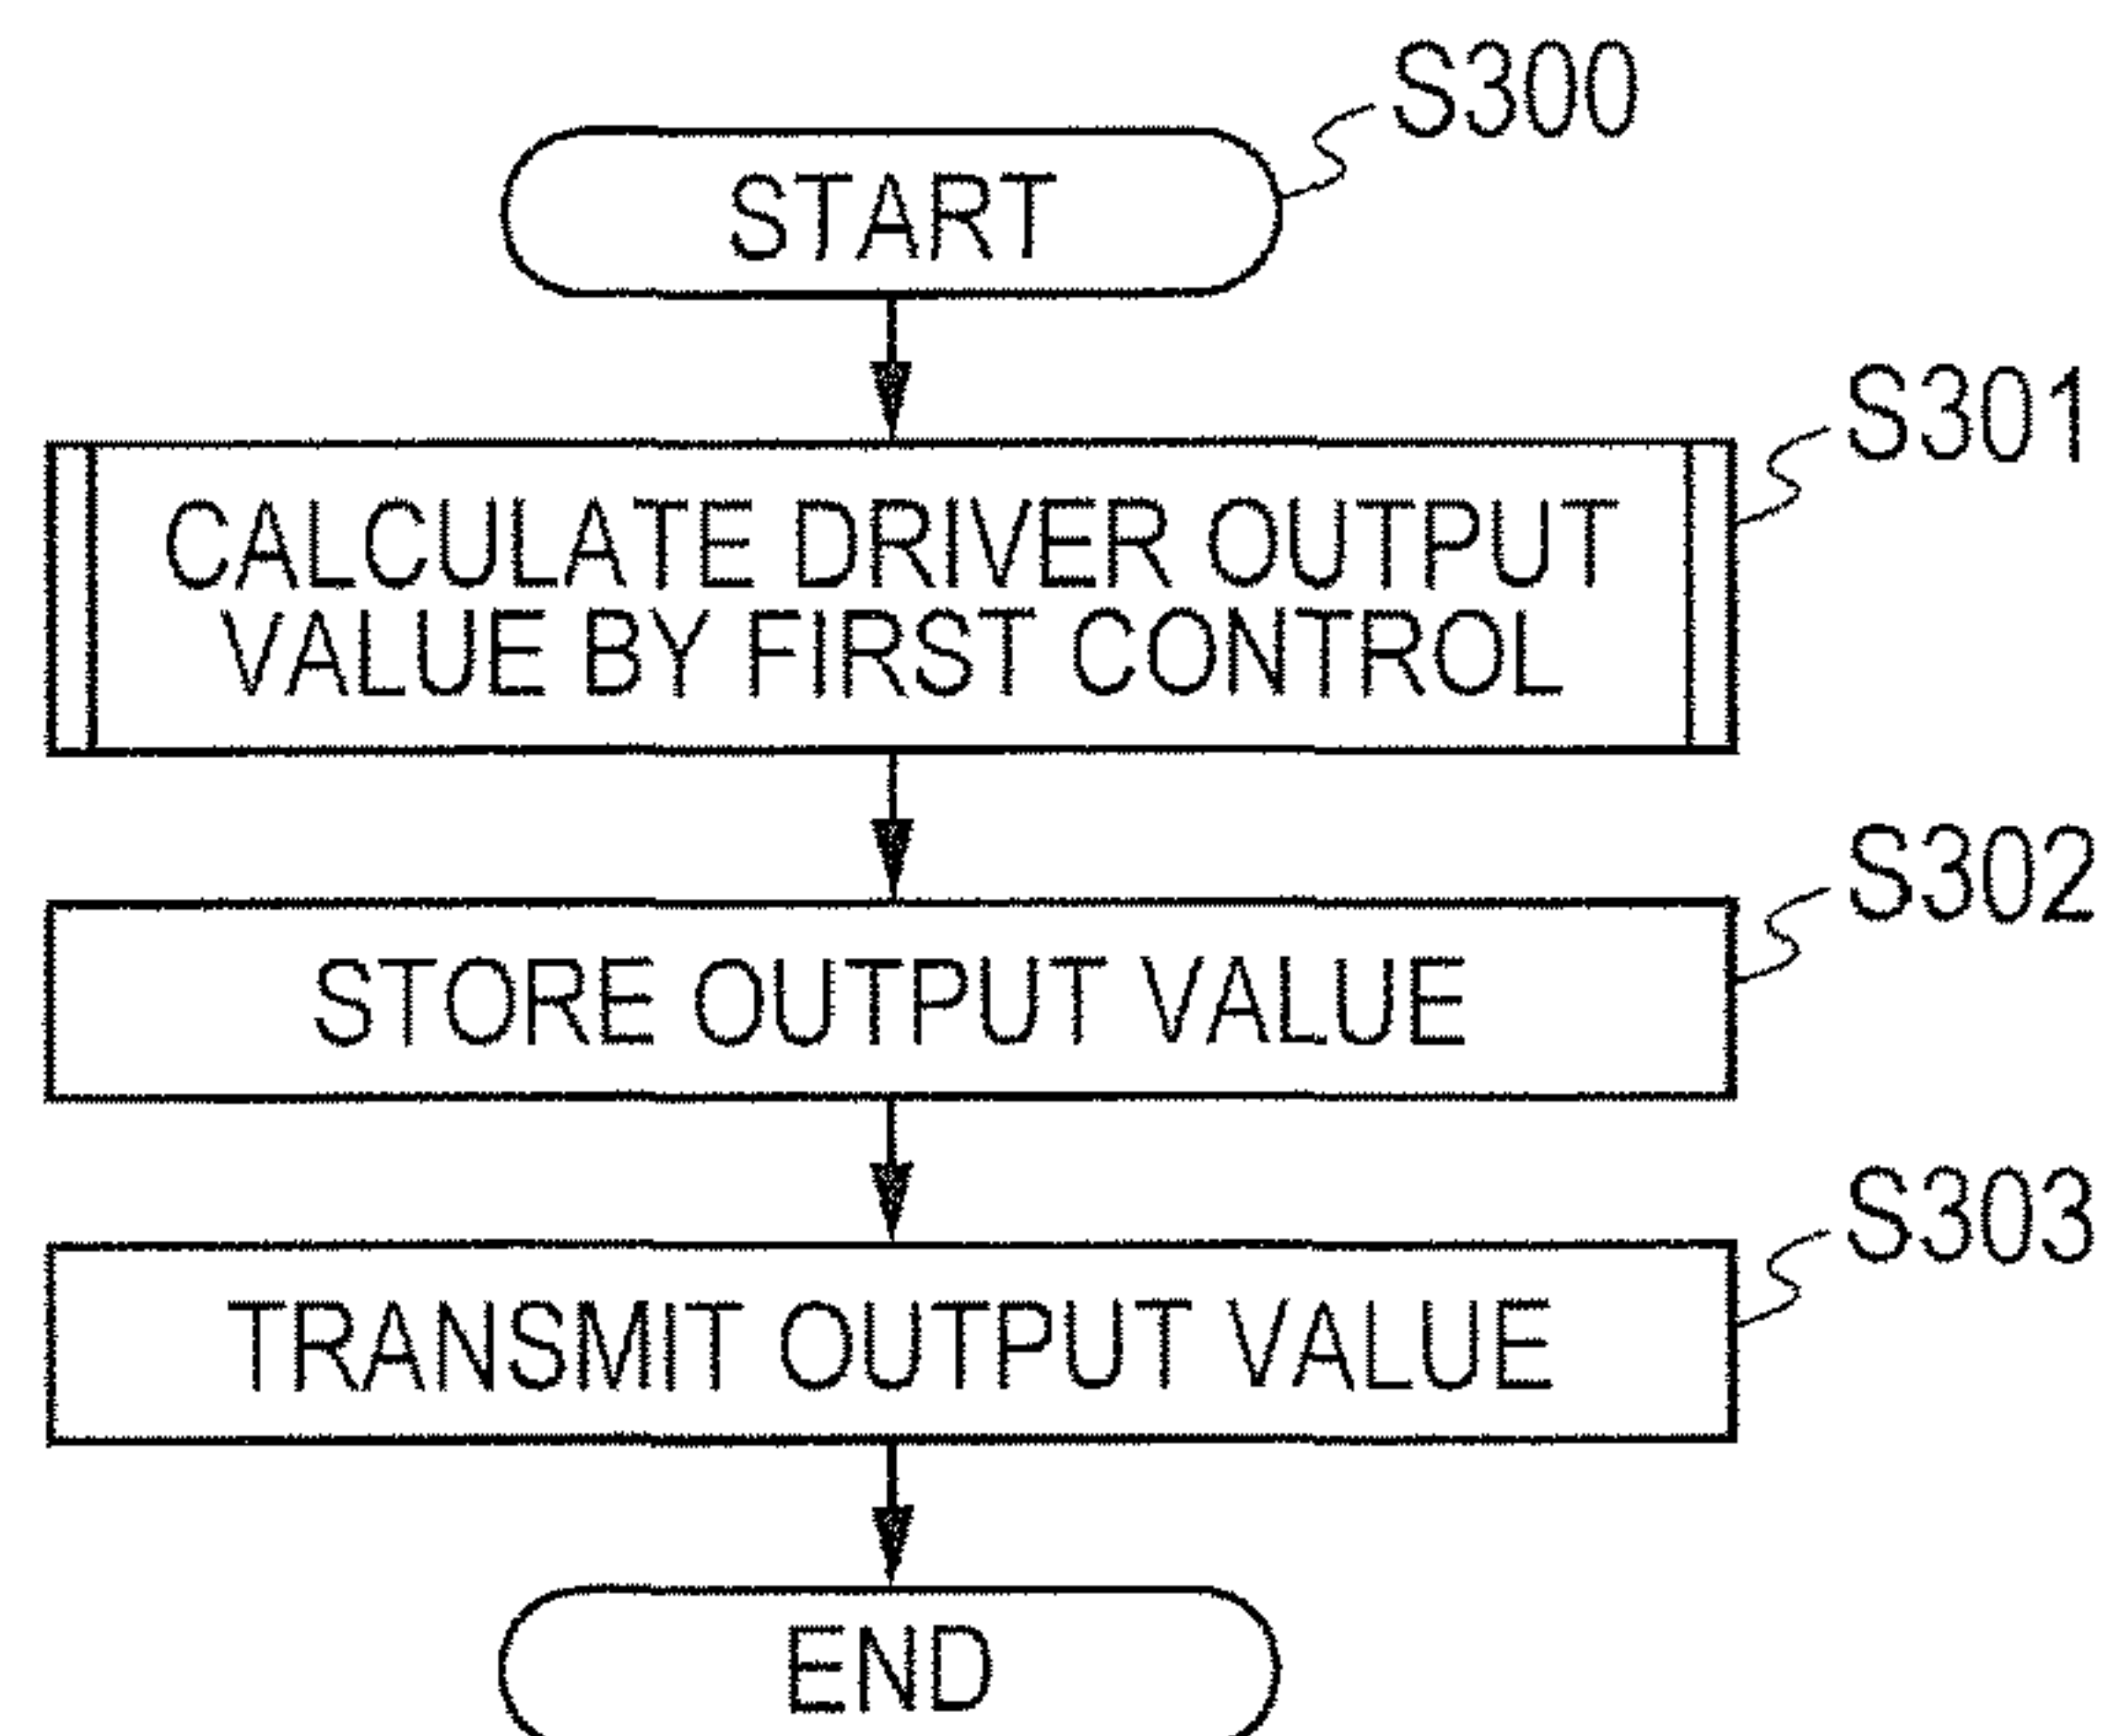 S300
START
S301
CALCULATE DRIVER OUTPUT
VALUE BY FIRST CONTROL
S302
STORE OUTPUT VALUE
S303
TRANSMIT OUTPUT VALUE
END